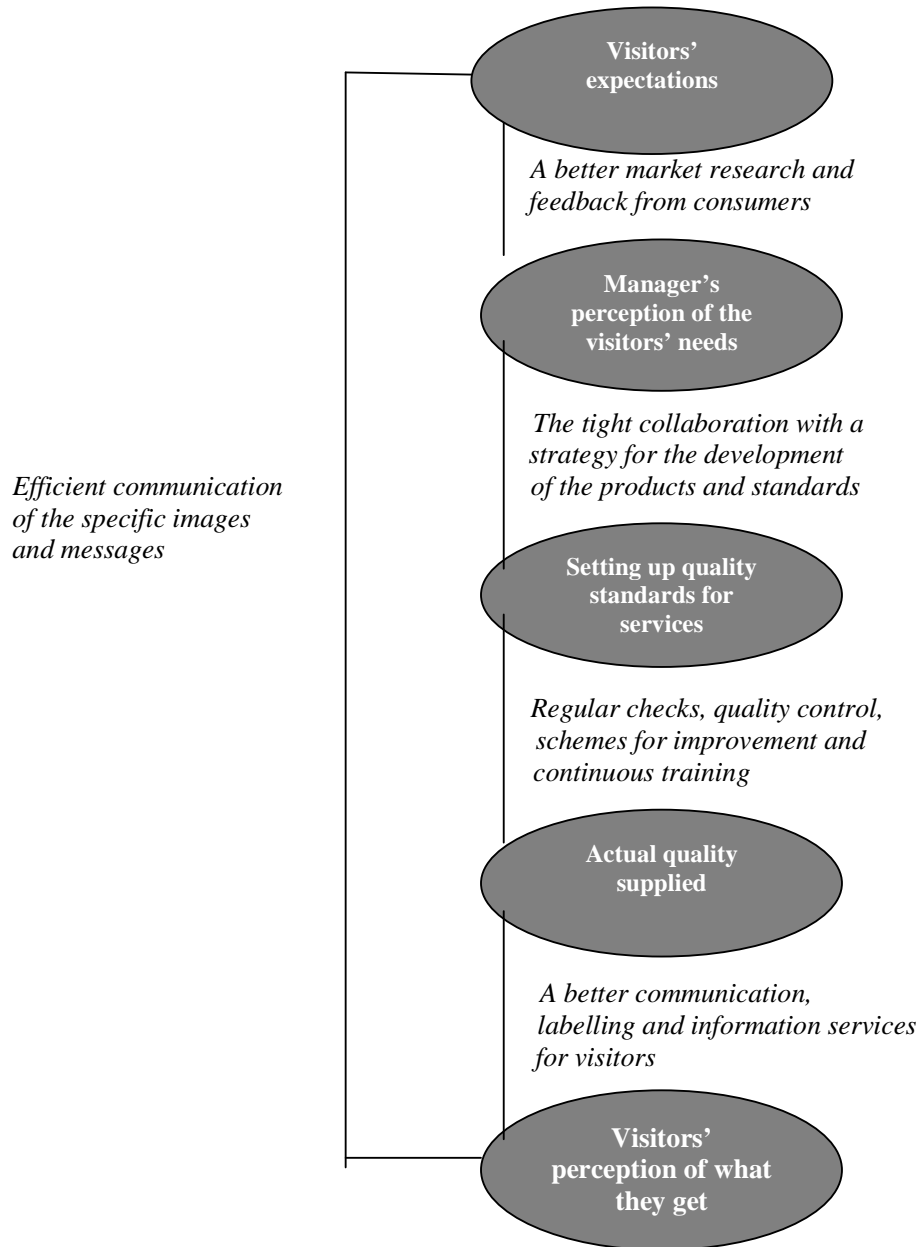 Visitors’
expectations
A better market research and
feedback from consumers
Manager’s
perception of the
visitors’ needs
The tight collaboration with a
strategy for the development
of the products and standards
Efficient communication
of the specific images
and messages
Setting up quality
standards for
services
Regular checks, quality control,
schemes for improvement and
continuous training
Actual quality
supplied
A better communication,
labelling and information services
for visitors
Visitors’
perception of what
they get